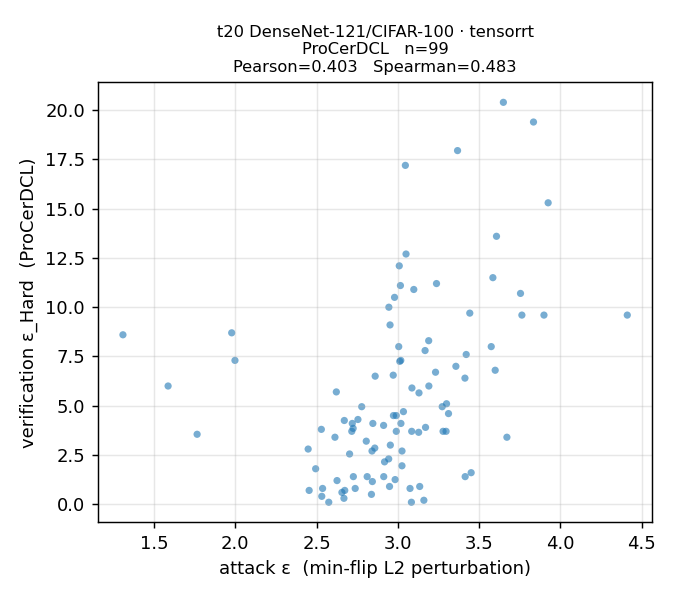 t20 DenseNet-121/CIFAR-100 · tensorrt
ProCerDCL   n=99
Pearson=0.403   Spearman=0.483
20.0
17.5
15.0
12.5
10.0
7.5
5.0
2.5
0.0
verification ε_Hard  (ProCerDCL)
1.5 2.0 2.5 3.0 3.5 4.0 4.5
attack ε  (min-flip L2 perturbation)